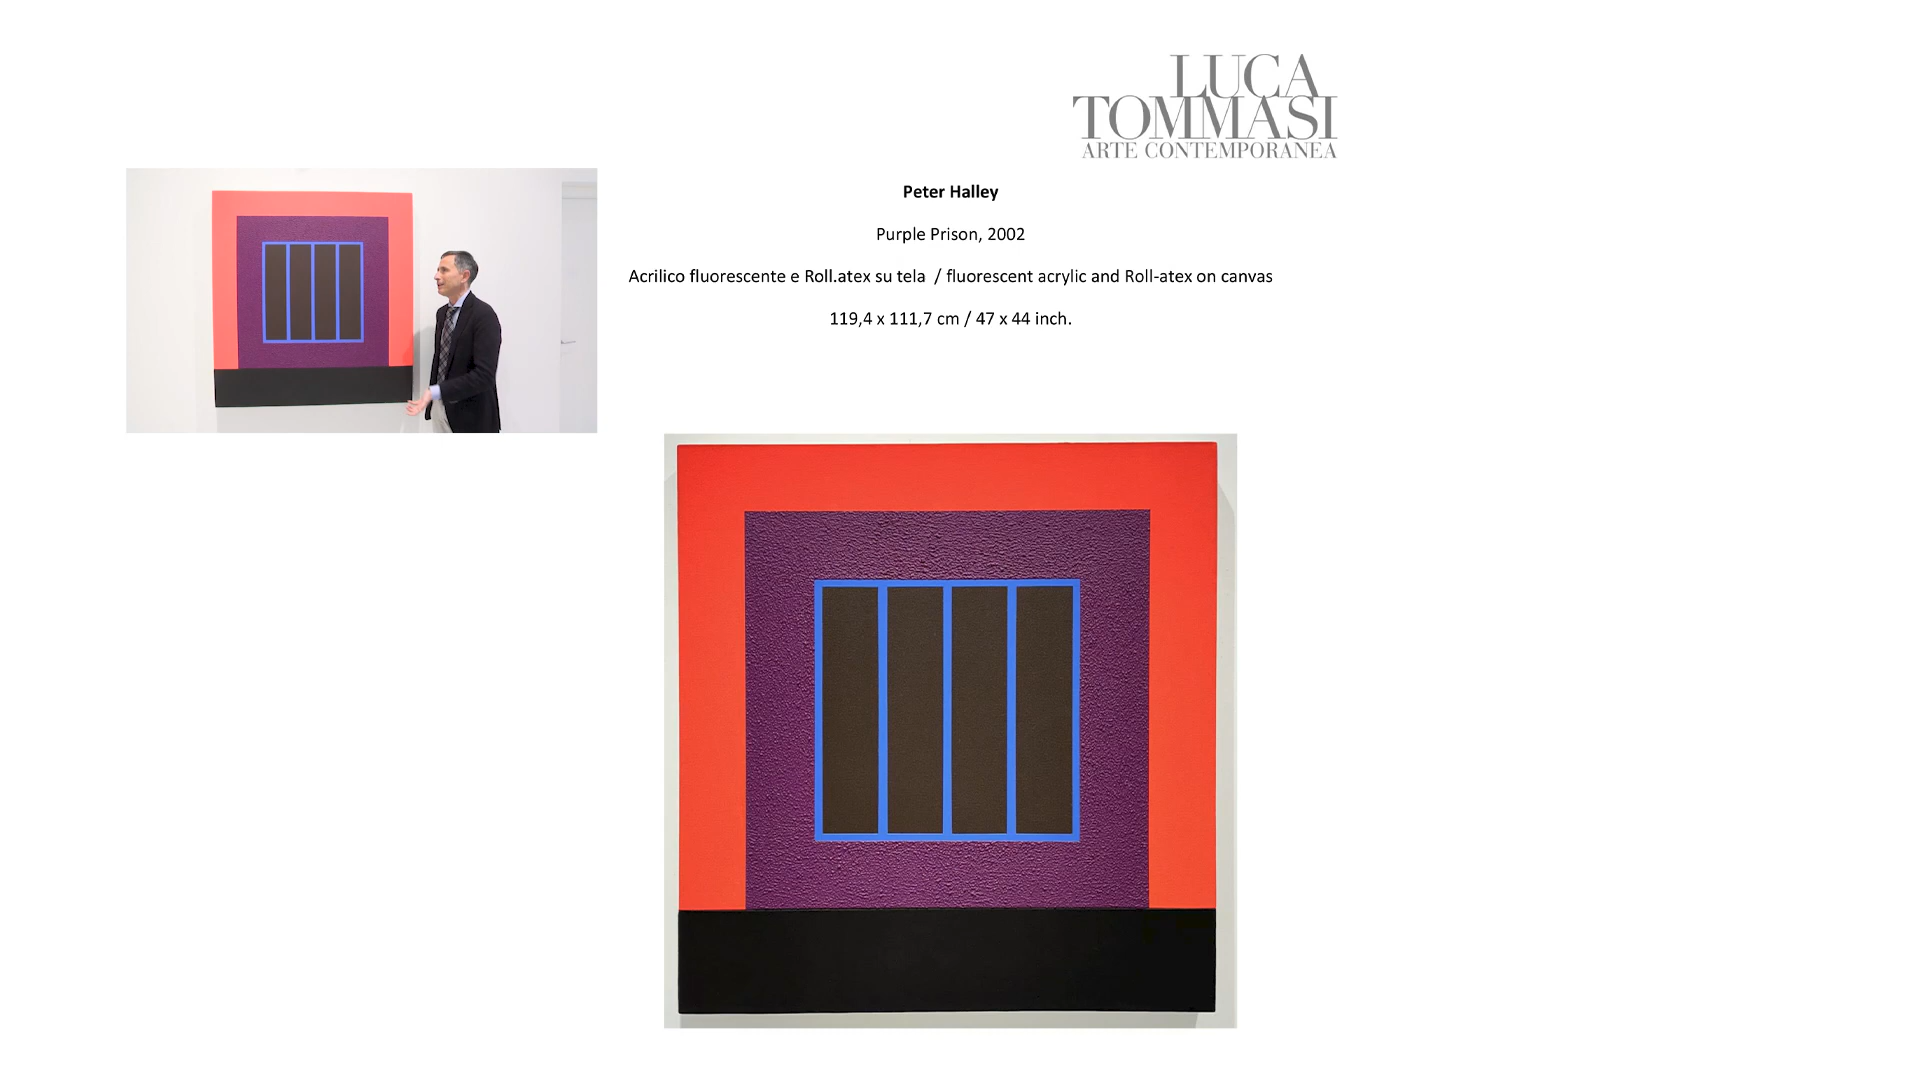 LUCA
TOMMASI
ARTE CONTEMPORANEA
Peter Halley
Purple Prison, 2002
Acrilico fluorescente e Roll.atex su tela / fluorescent acrylic and Roll-atex on canvas
119,4 x 111,7 cm / 47 x 44 inch.